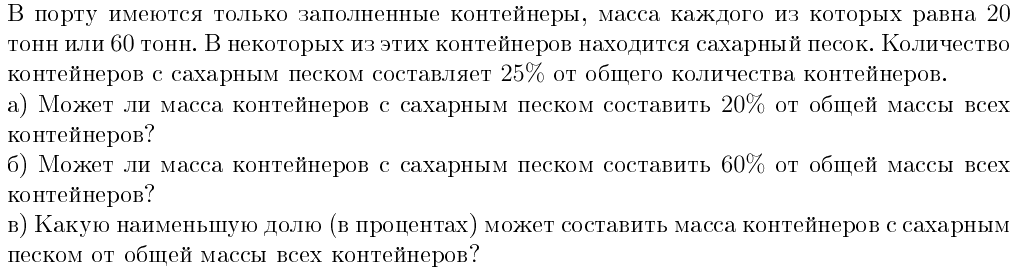 В порту имеются только заполненные контейнеры, масса каждого из которых равна 20
тонн или 60 тонн. В некоторых из этих контейнеров находится сахарный песок. Количество
контейнеров с сахарным песком составляет 25% от общего количества контейнеров.
а) Может ли масса контейнеров с сахарным песком составить 20% от общей массы всех
контейнеров?
б) Может ли масса контейнеров с сахарным песком составить 60% от общей массы всех
контейнеров?
в) Какую наименьшую долю (в процентах) может составить масса контейнеров с сахарным
песком от общей массы всех контейнеров?